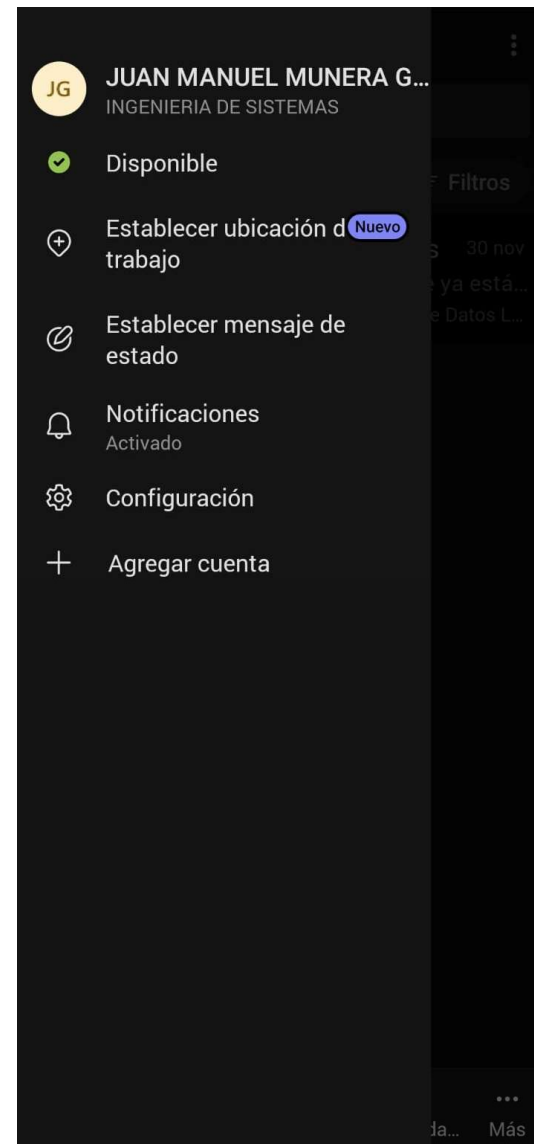 JG
JUAN MANUEL MUNERA G...
INGENIERIA DE SISTEMAS
Disponible
Establecer ubicación d Nuevo
trabajo
Establecer mensaje de
estado
Notificaciones
Activado
Configuración
Agregar cuenta
Filtros
s 30 nov
ya está...
e Datos L...
da... Más